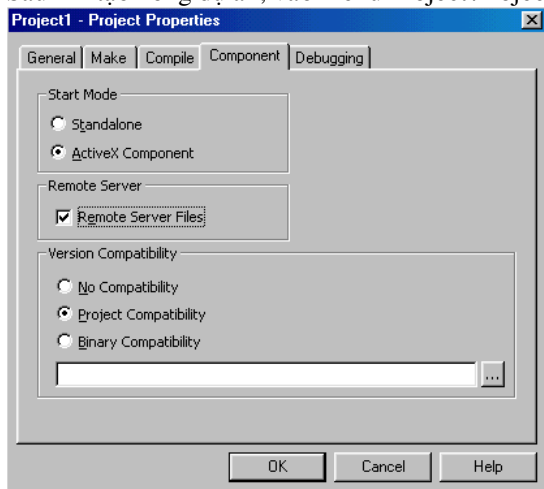 Project1 - Project Properties
General Make Compile Component Debugging
Start Mode
Standalone
ActiveX Component
Remote Server
Remote Server Files
Version Compatibility
No Compatibility
Project Compatibility
Binary Compatibility
...
OK Cancel Help